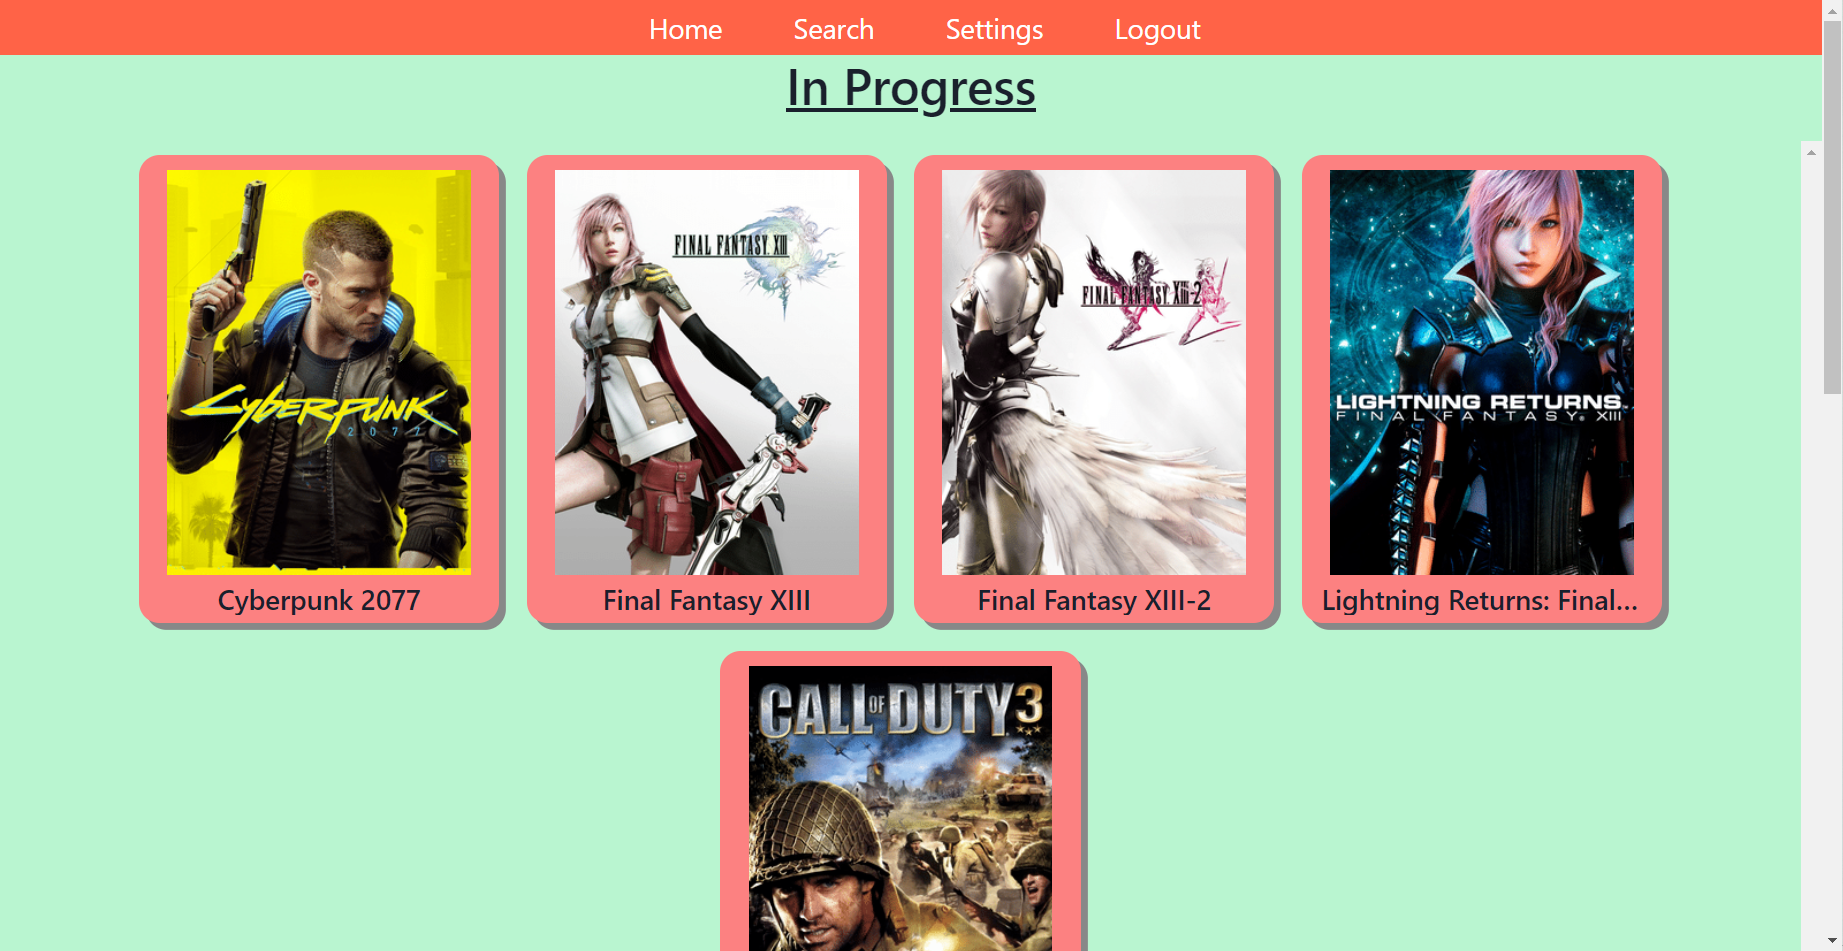 Home Search Settings Logout
In Progress
CYBERPUNK
2077
FINAL FANTASY XIII
FINAL FANTASY XIII-2
LIGHTNING RETURNS™
FINAL FANTASY® XIII
Cyberpunk 2077
Final Fantasy XIII
Final Fantasy XIII-2
Lightning Returns: Final...
CALL OF DUTY 3